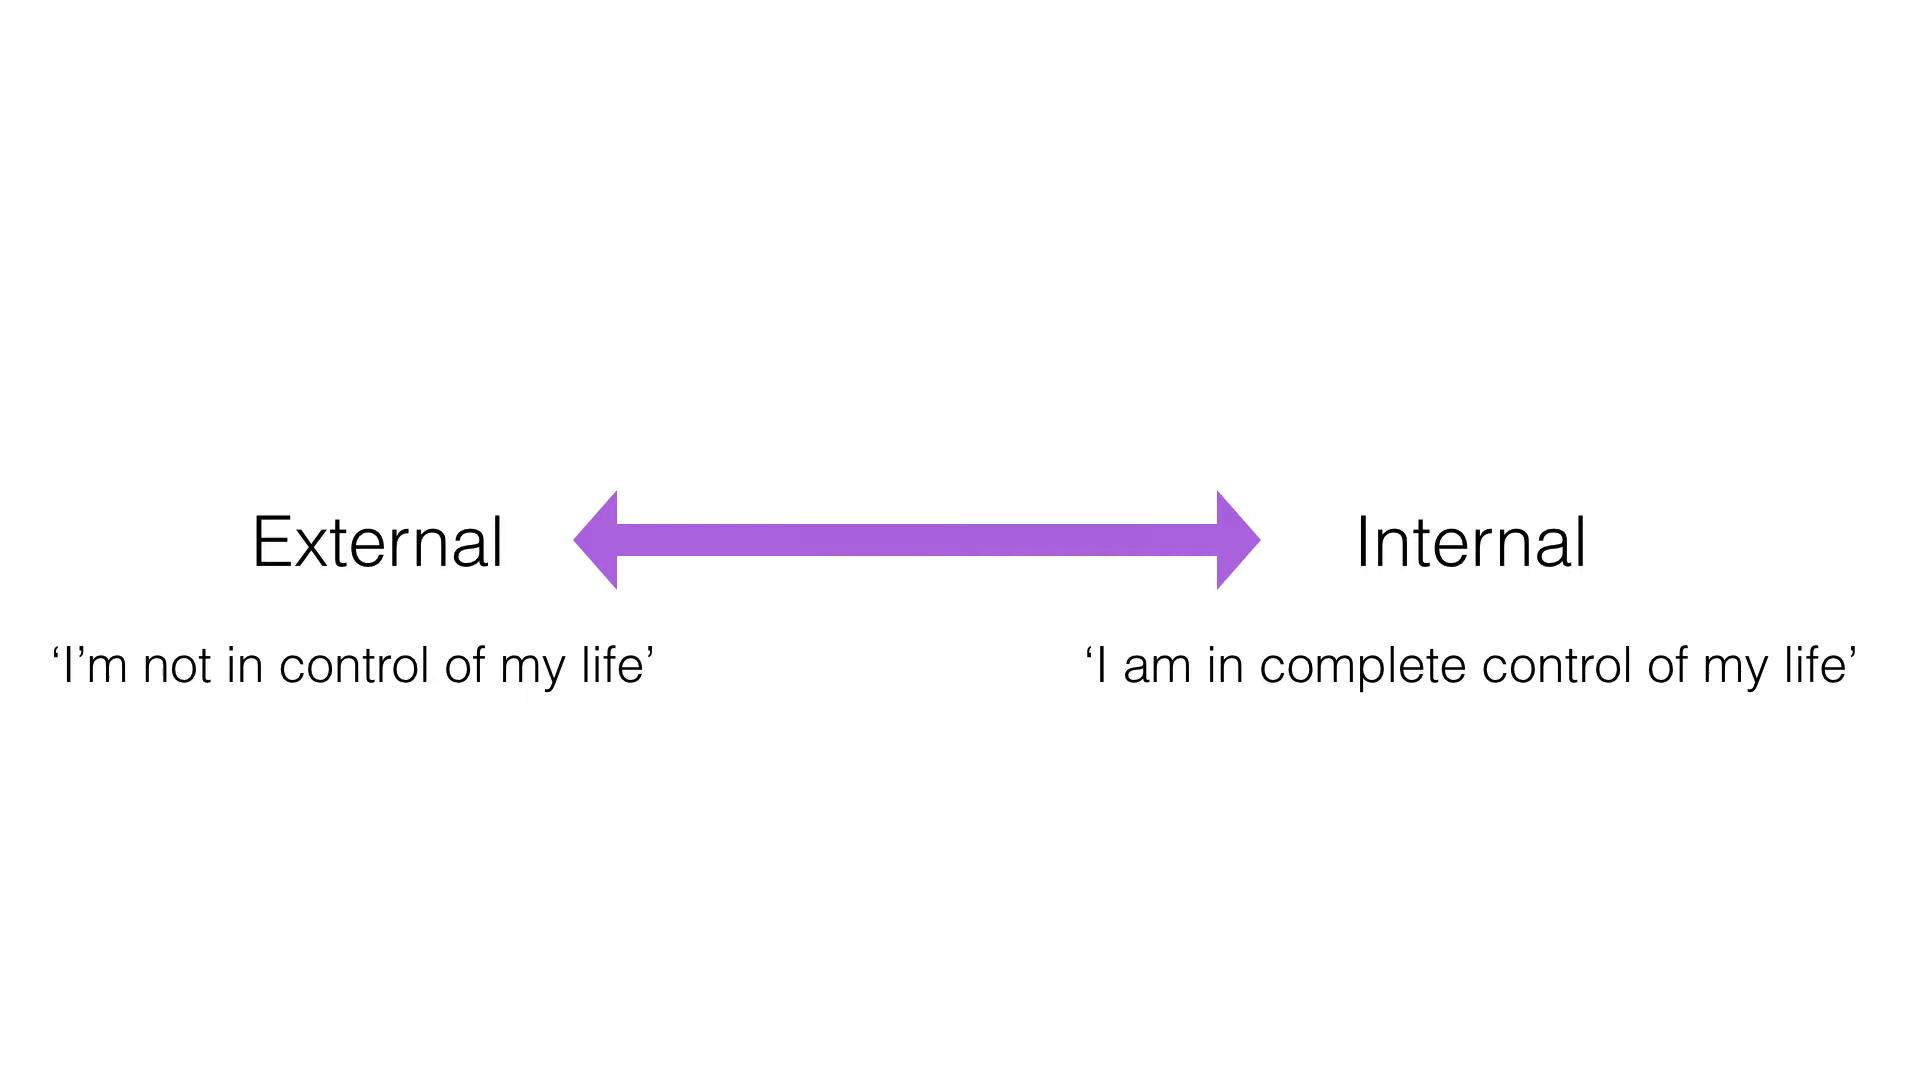 External
Internal
‘I’m not in control of my life’
‘I am in complete control of my life’